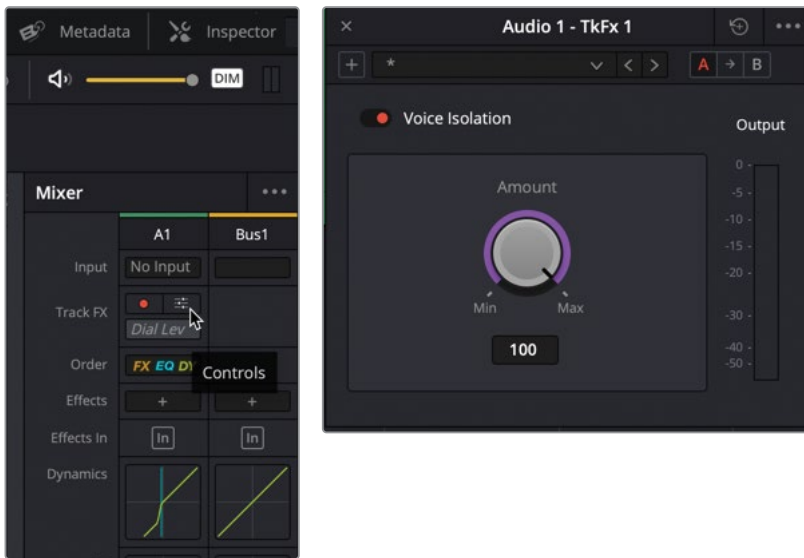 Metadata
Inspector
DIM
Mixer
A1
Bus1
Input
No Input
Track FX
Dial Lev
Order
FX EQ DY
Controls
Effects
+
+
Effects In
In
In
Dynamics
Audio 1 - TkFx 1
+
*
A
B
Voice Isolation
Output
Amount
Min
Max
100
0 -
-5 -
-10 -
-15 -
-20 -
-30 -
-40 -
-50 -